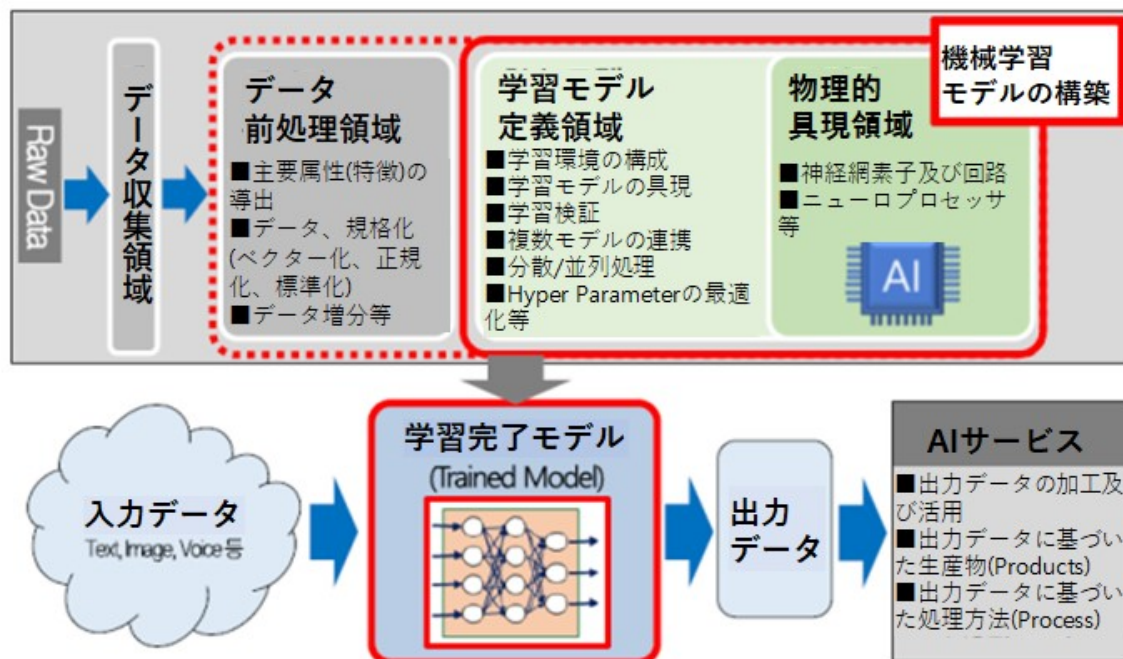 Raw Data
データ収集領域
データ
前処理領域
■主要属性(特徴)の
導出
■データ、規格化
(ベクター化、正規
化、標準化)
■データ増分等
学習モデル
定義領域
■学習環境の構成
■学習モデルの具現
■学習検証
■複数モデルの連携
■分散/並列処理
■Hyper Parameterの最適
化等
物理的
具現領域
■神経網素子及び回路
■ニューロプロセッサ
等
AI
機械学習
モデルの構築
入力データ
Text, Image, Voice 등
学習完了モデル
(Trained Model)
出力
データ
AIサービス
■出力データの加工及
び活用
■出力データに基づい
た生産物(Products)
■出力データに基づい
た処理方法(Process)